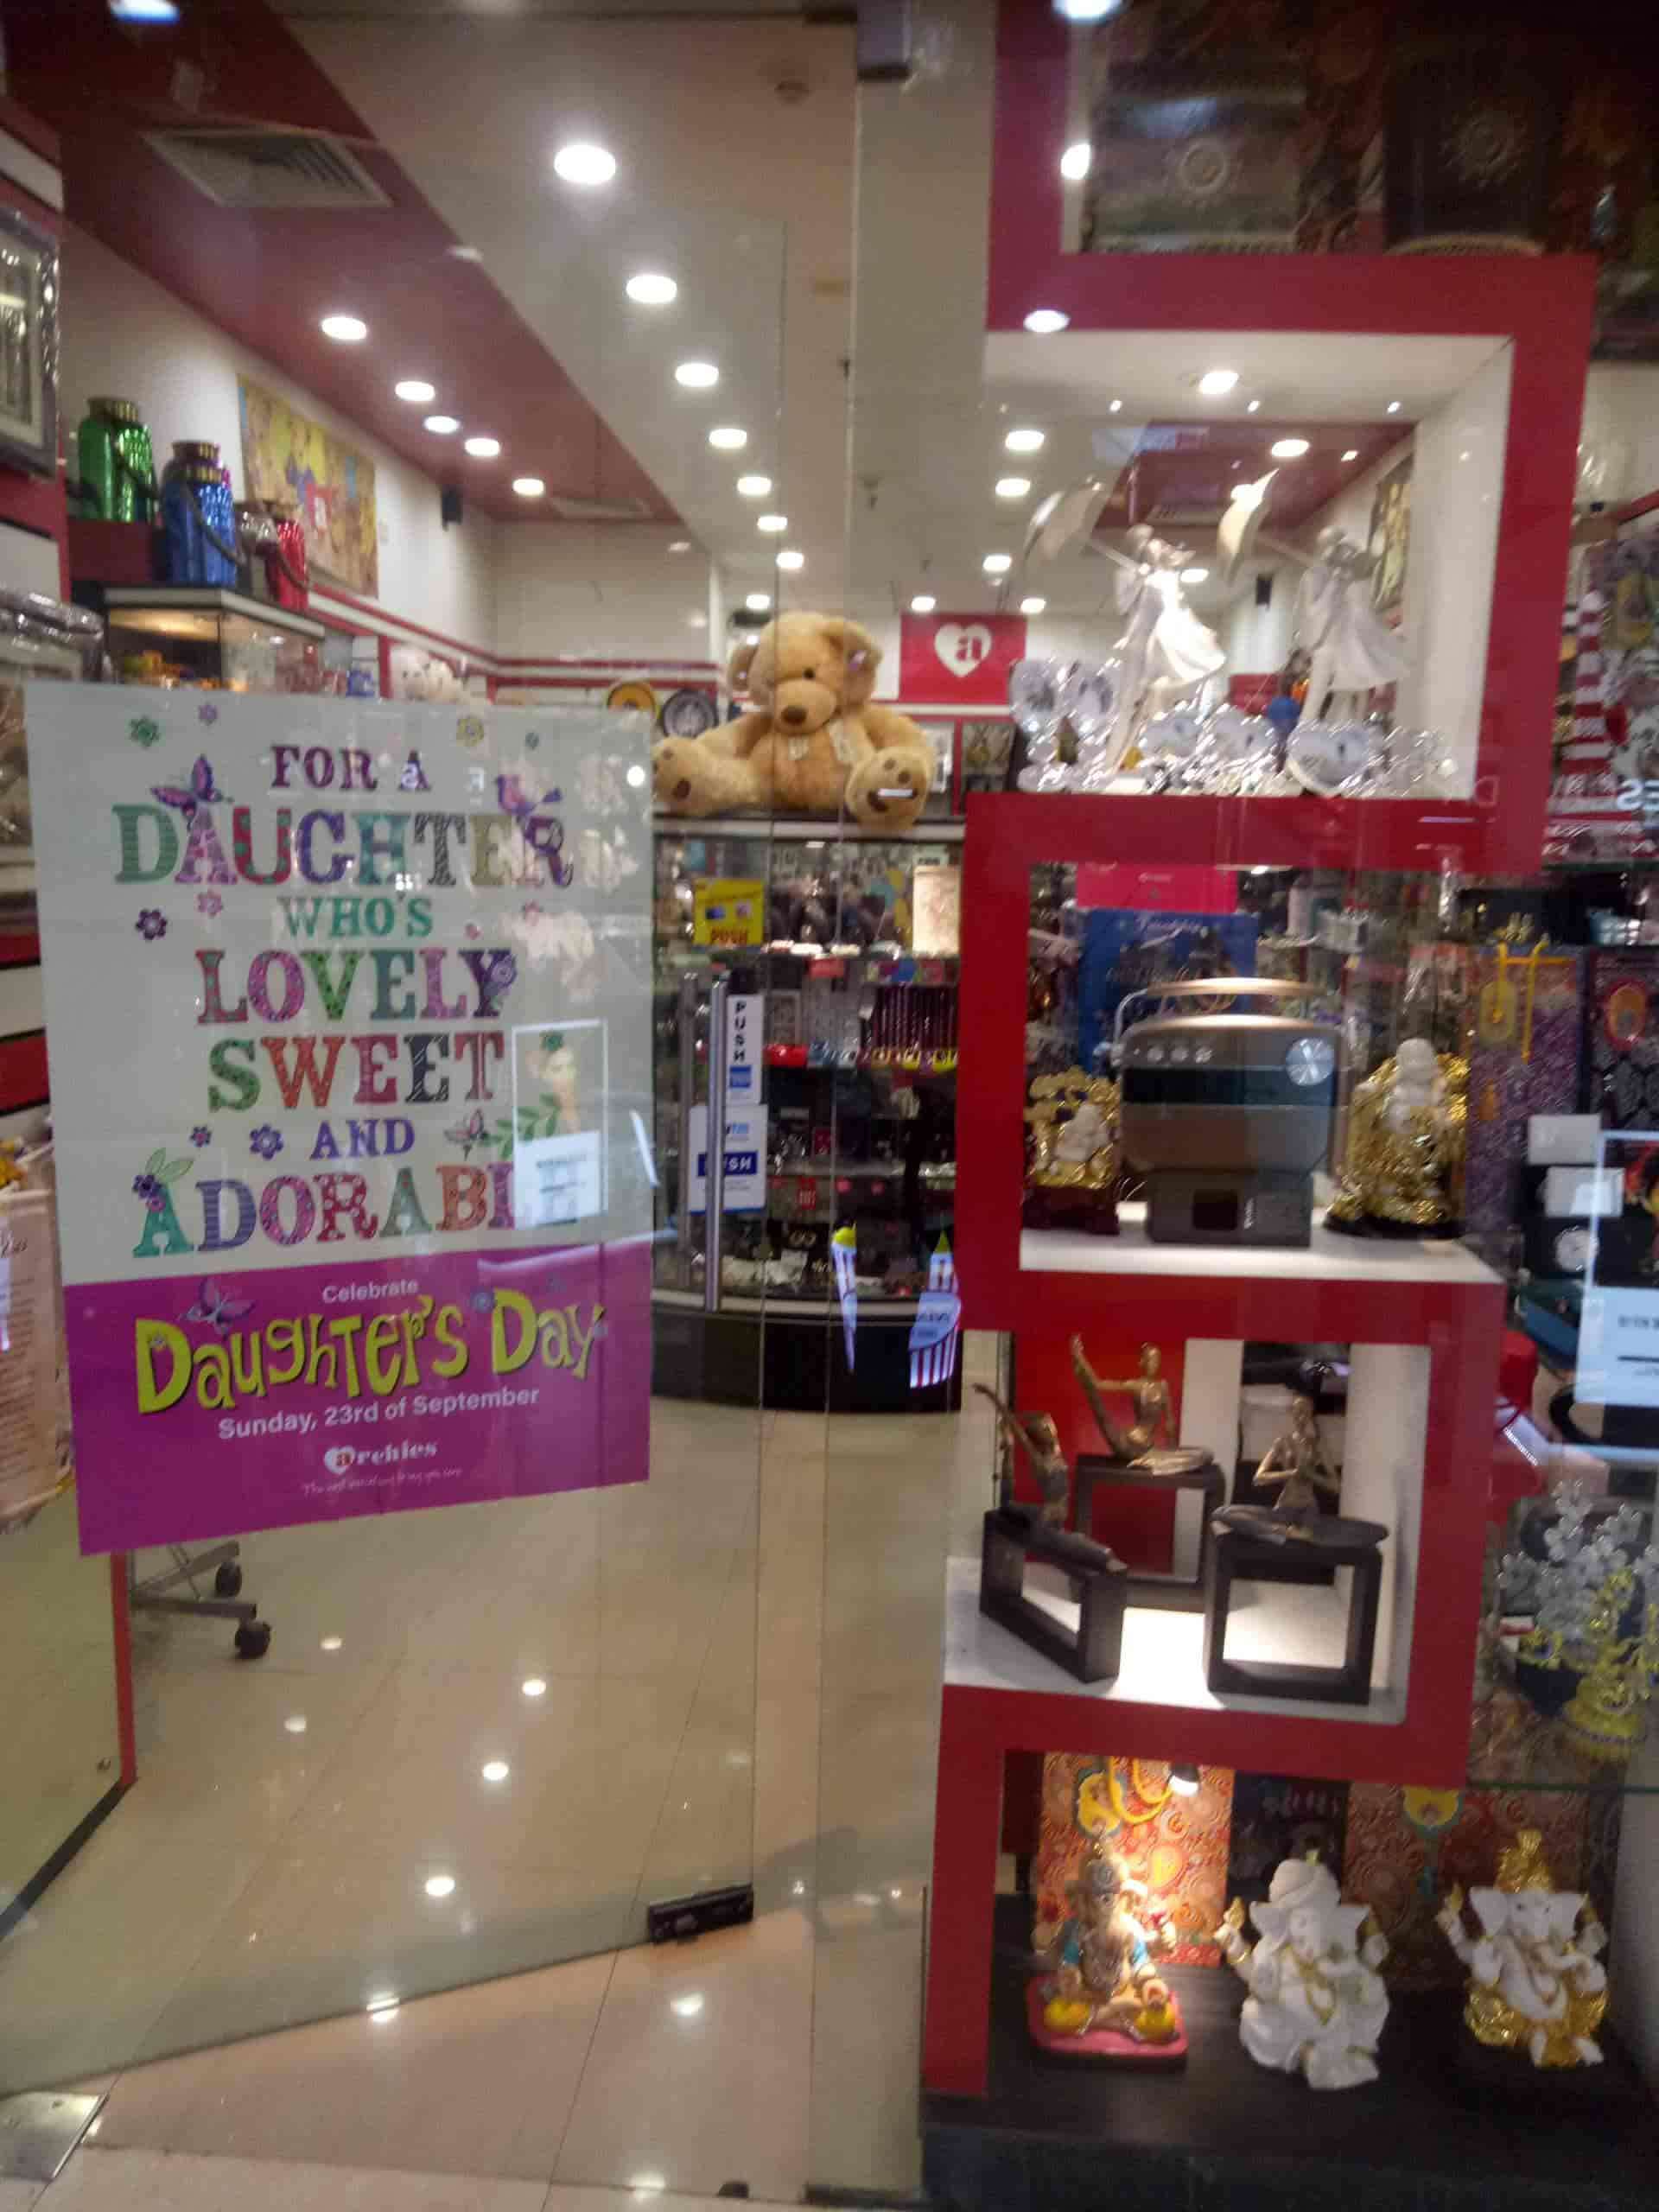 FOR A
DAUGHTER
WHO'S
LOVELY
SWEET
AND
Celebrate
Daughter's Day
Sunday, 23rd of September
archies
a
PUSH
PUSH